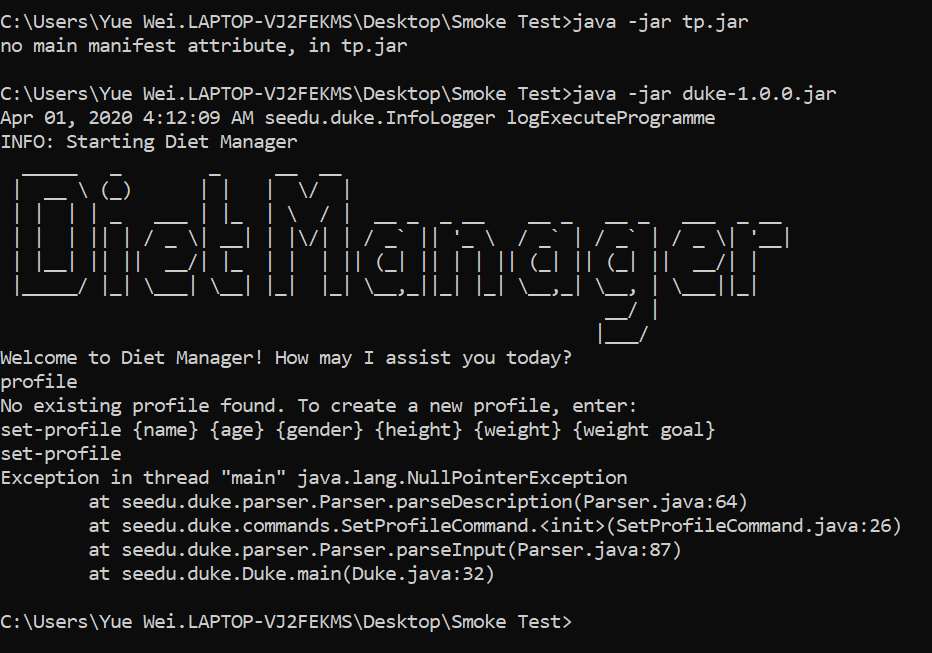 C:\Users\Yue Wei.LAPTOP-VJ2FEKMS\Desktop\Smoke Test>java -jar tp.jar
no main manifest attribute, in tp.jar
C:\Users\Yue Wei.LAPTOP-VJ2FEKMS\Desktop\Smoke Test>java -jar duke-1.0.0.jar
Apr 01, 2020 4:12:09 AM seedu.duke.InfoLogger logExecuteProgramme
INFO: Starting Diet Manager
Diet Manager
Welcome to Diet Manager! How may I assist you today?
profile
No existing profile found. To create a new profile, enter:
set-profile {name} {age} {gender} {height} {weight} {weight goal}
set-profile
Exception in thread "main" java.lang.NullPointerException
at seedu.duke.parser.Parser.parseDescription(Parser.java:64)
at seedu.duke.commands.SetProfileCommand.<init>(SetProfileCommand.java:26)
at seedu.duke.parser.Parser.parseInput(Parser.java:87)
at seedu.duke.Duke.main(Duke.java:32)
C:\Users\Yue Wei.LAPTOP-VJ2FEKMS\Desktop\Smoke Test>